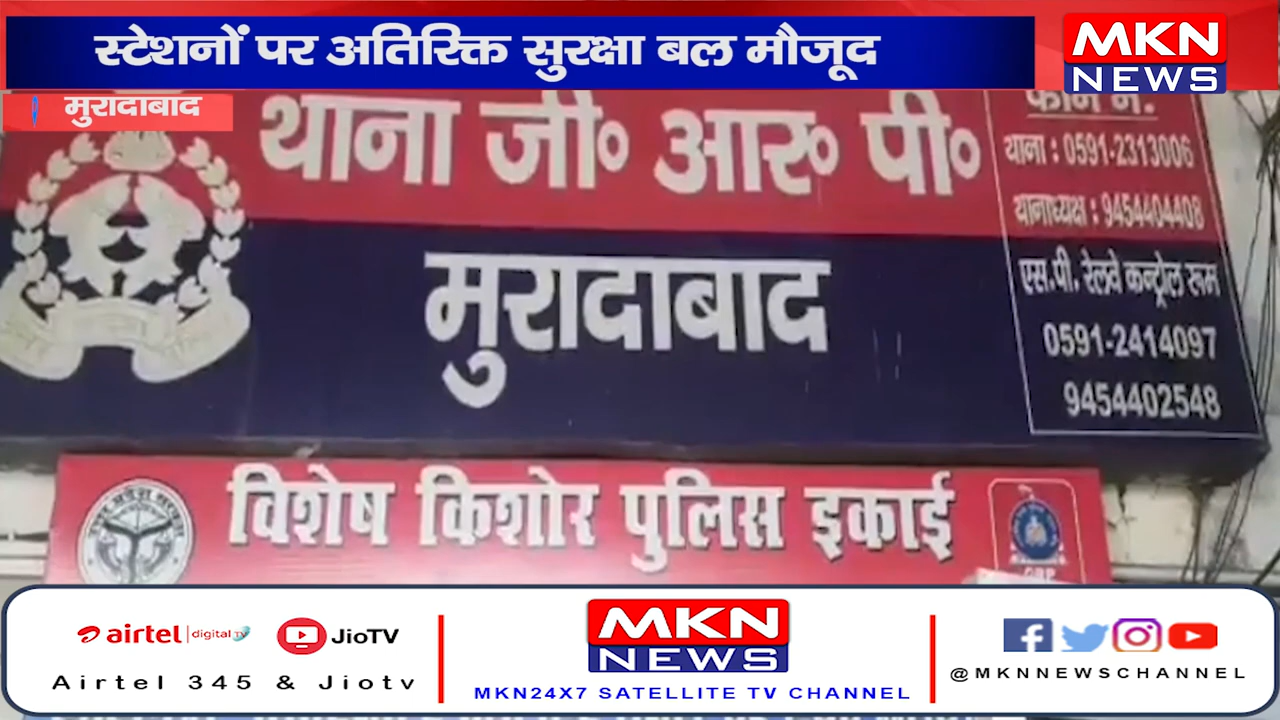 स्टेशनों पर अतिरिक्त सुरक्षा बल मौजूद
MKN
NEWS
मुरादाबाद
थाना जी० आर० पी०
मुरादाबाद
फोन नं.
थाना : 0591-2313006
थानाध्यक्ष : 9454404408
एस.पी. रेलवे कन्ट्रोल रूम
0591-2414097
9454402548
विशेष किशोर पुलिस इकाई
GRP
airtel digital TV
JioTV
Airtel 345 & Jiotv
MKN
NEWS
MKN24X7 SATELLITE TV CHANNEL
@MKNNEWSCHANNEL